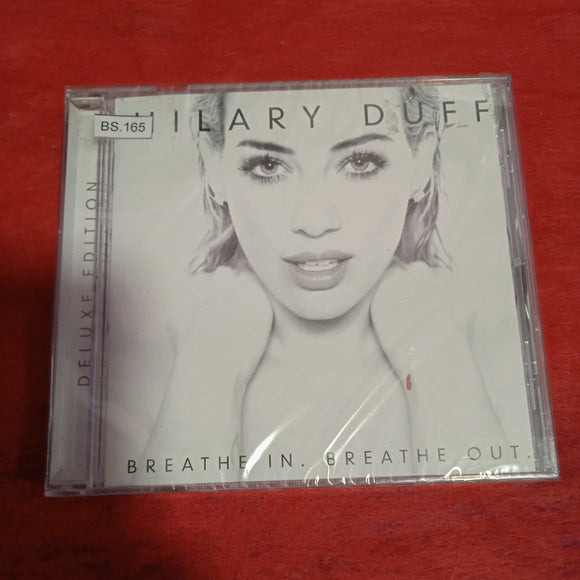 HILARY DUFF
BS.165
DELUXE EDITION
BREATHE IN. BREATHE OUT.